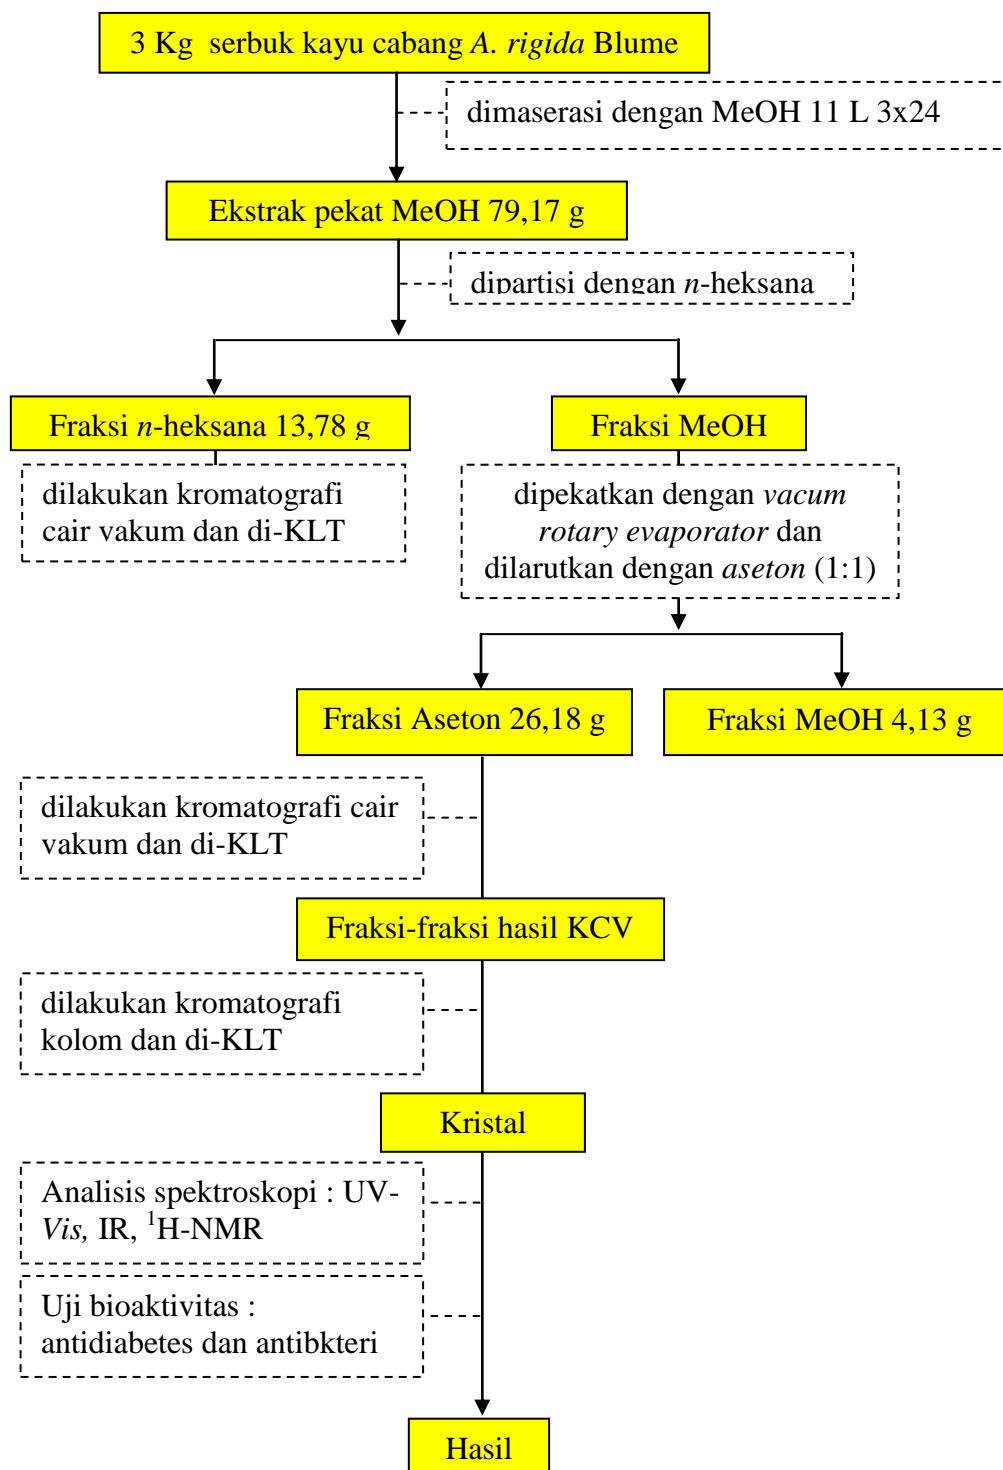 3 Kg serbuk kayu cabang A. rigida Blume
dimaserasi dengan MeOH 11 L 3x24
Ekstrak pekat MeOH 79,17 g
dipartisi dengan n-heksana
Fraksi n-heksana 13,78 g
Fraksi MeOH
dilakukan kromatografi
cair vakum dan di-KLT
dipekatkan dengan vacum
rotary evaporator dan
dilarutkan dengan aseton (1:1)
Fraksi Aseton 26,18 g
Fraksi MeOH 4,13 g
dilakukan kromatografi cair
vakum dan di-KLT
Fraksi-fraksi hasil KCV
dilakukan kromatografi
kolom dan di-KLT
Kristal
Analisis spektroskopi : UV-
Vis, IR, ¹H-NMR
Uji bioaktivitas :
antidiabetes dan antibkteri
Hasil